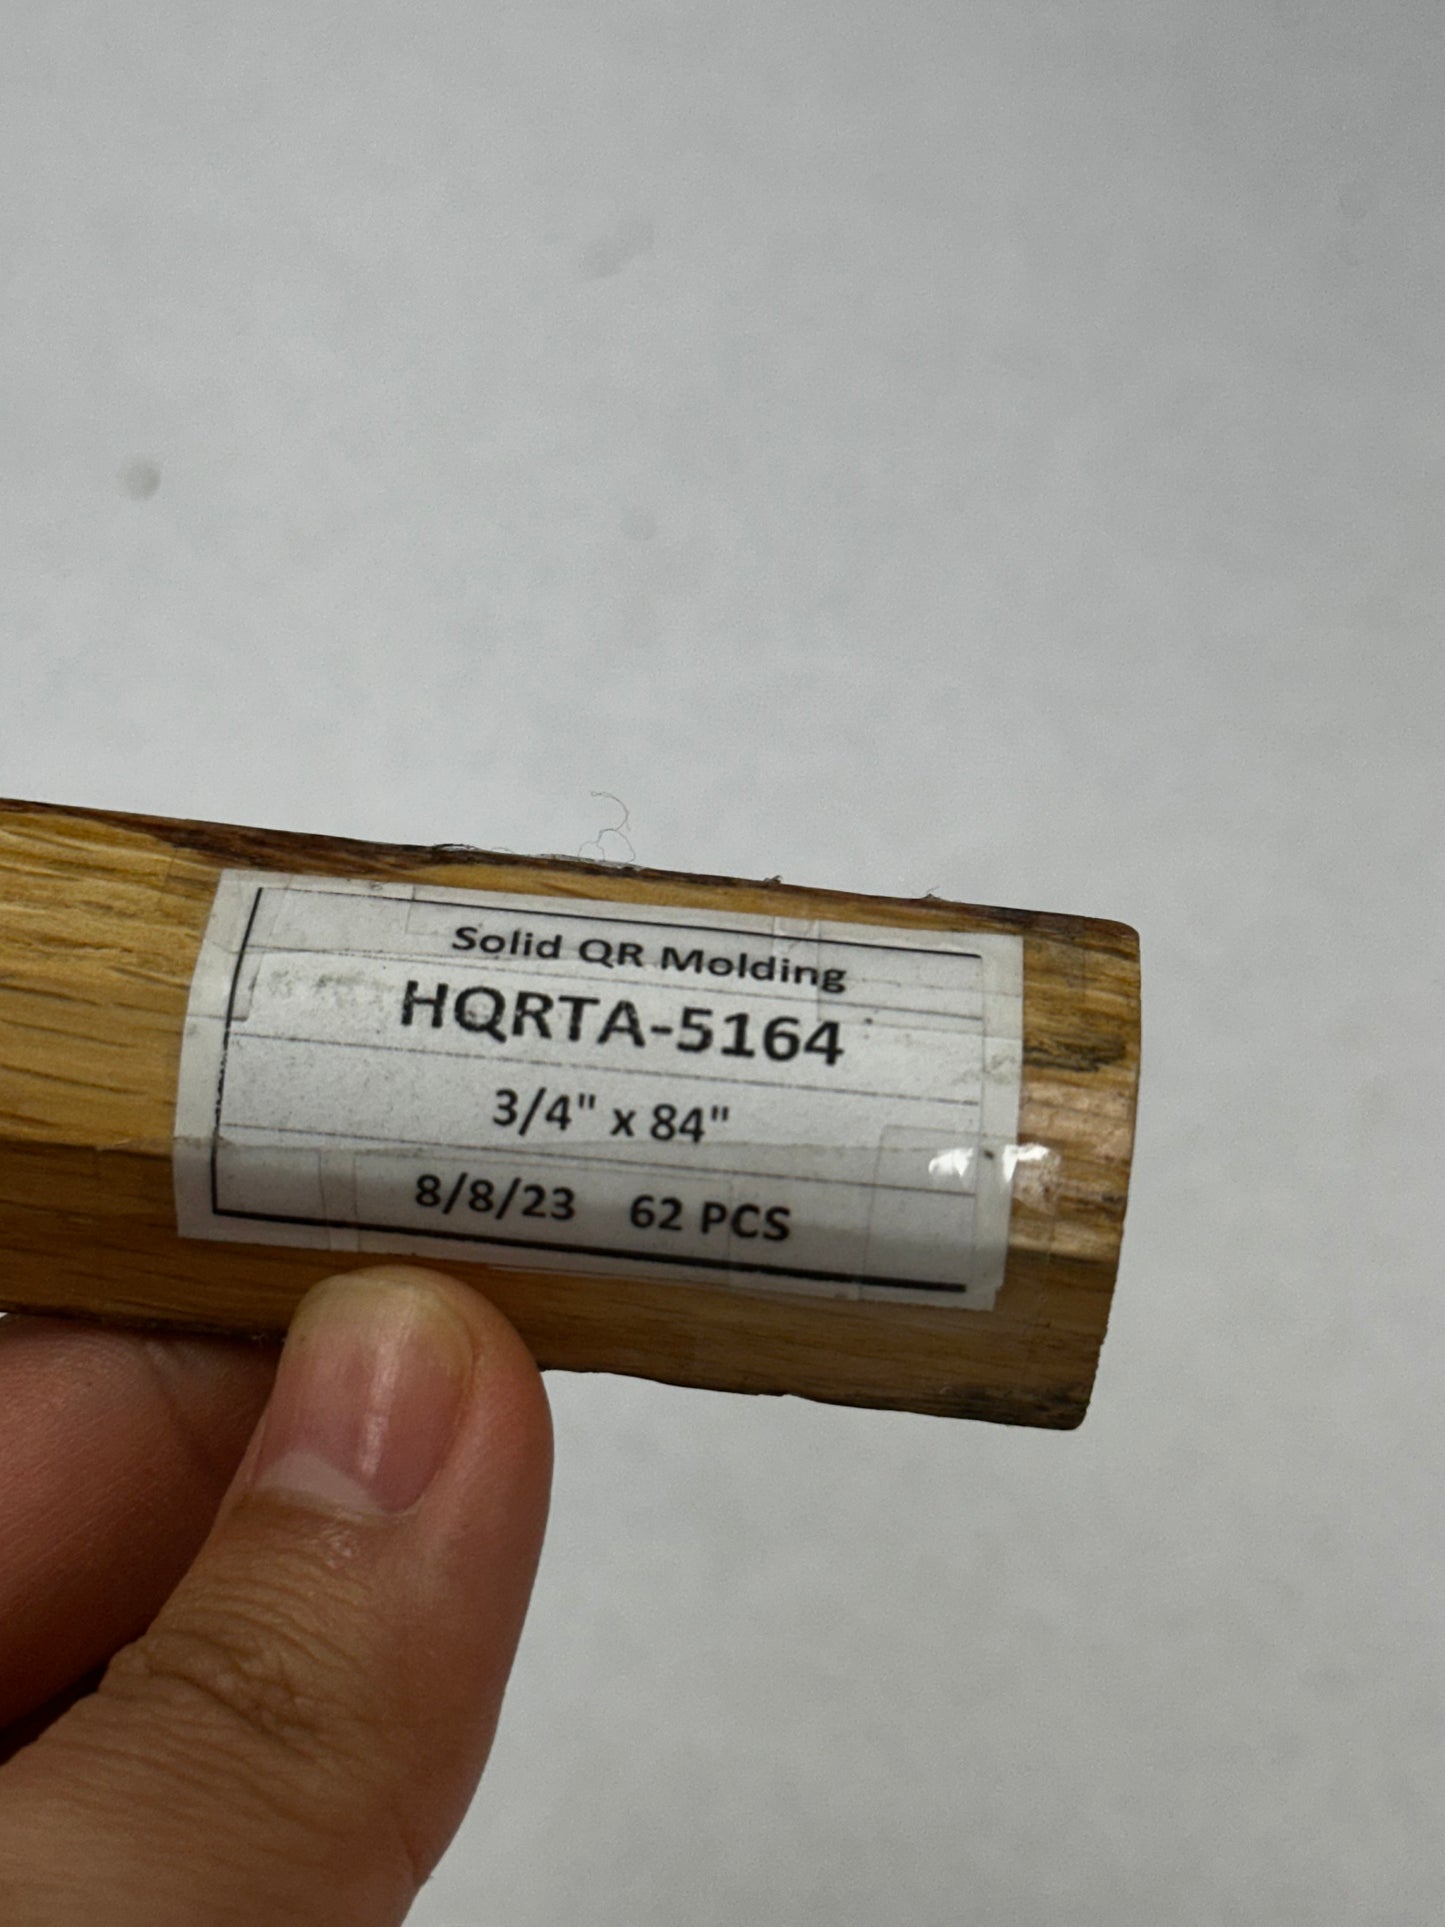 Solid QR Molding
HQRTA-5164
3/4" x 84"
8/8/23 62 PCS